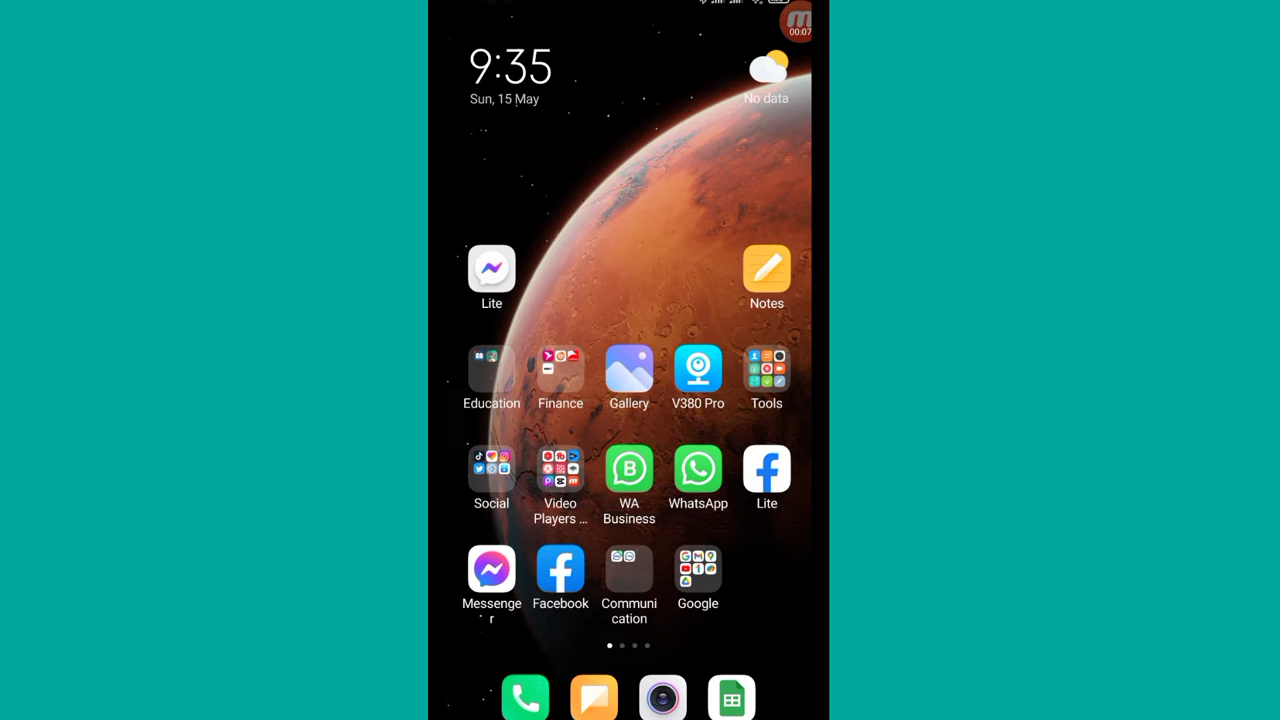 00:07
9:35
Sun, 15 May
No data
Lite
Notes
Education
Finance
Gallery
V380 Pro
Tools
Social
Video
Players ...
WA
Business
WhatsApp
Lite
Messenge
r
Facebook
Communi
cation
Google